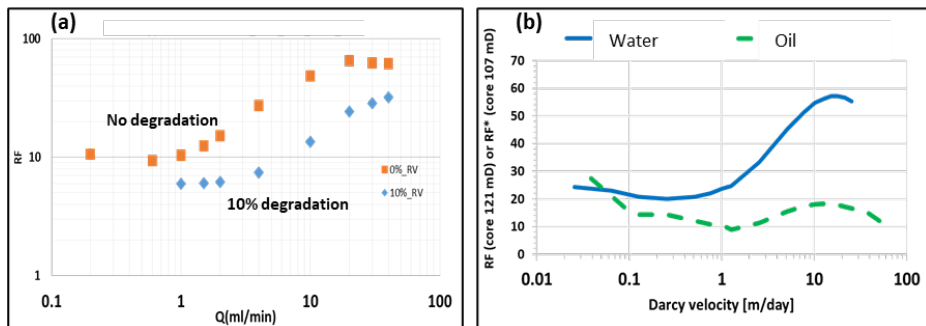 (a)
100
10
1
RF
No degradation
10% degradation
0%_RV
10%_RV
1
10
100
Q(ml/min)
(b)
Water
Oil
RF (core 121 mD) or RF* (core 107 mD)
70
60
50
40
30
20
10
0
0.01
0.1
1
10
100
Darcy velocity [m/day]